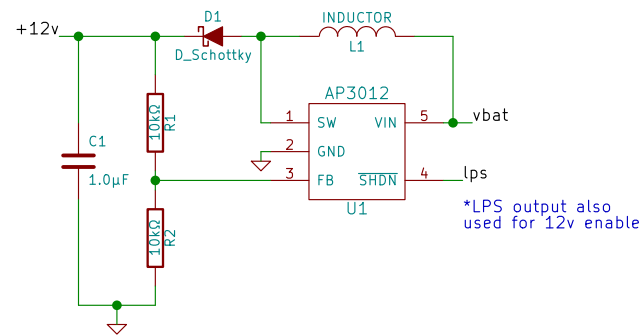 D1
INDUCTOR
+12v
D_Schottky
L1
AP3012
10kΩ
R1
1
SW
VIN
5
vbat
C1
2
GND
1.0µF
3
FB
SHDN
4
lps
U1
*LPS output also
used for 12v enable
10kΩ
R2